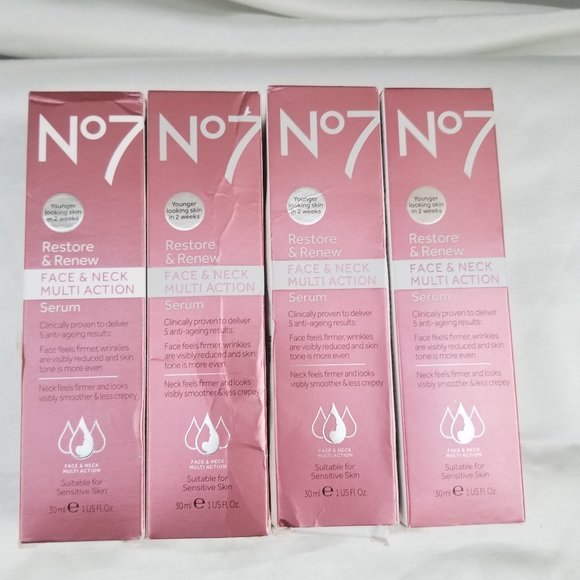 No7
Younger
looking skin
in 2 weeks
Restore
& Renew
FACE & NECK
MULTI ACTION
Serum
Clinically proven to deliver
5 anti-ageing results:
Face feels firmer, wrinkles
are visibly reduced and skin
tone is more even
Neck feels firmer and looks
visibly smoother & less crepey
FACE & NECK
MULTI ACTION
Suitable for
Sensitive Skin
30ml e 1 US Fl. Oz.
No7
Younger
looking skin
in 2 weeks
Restore
& Renew
FACE & NECK
MULTI ACTION
Serum
Clinically proven to deliver
5 anti-ageing results:
Face feels firmer, wrinkles
are visibly reduced and skin
tone is more even
Neck feels firmer and looks
visibly smoother & less crepey
FACE & NECK
MULTI ACTION
Suitable for
Sensitive Skin
30ml e 1 US Fl. Oz.
No7
Younger
looking skin
in 2 weeks
Restore
& Renew
FACE & NECK
MULTI ACTION
Serum
Clinically proven to deliver
5 anti-ageing results:
Face feels firmer, wrinkles
are visibly reduced and skin
tone is more even
Neck feels firmer and looks
visibly smoother & less crepey
FACE & NECK
MULTI ACTION
Suitable for
Sensitive Skin
30ml e 1 US Fl. Oz.
No7
Younger
looking skin
in 2 weeks
Restore
& Renew
FACE & NECK
MULTI ACTION
Serum
Clinically proven to deliver
5 anti-ageing results:
Face feels firmer, wrinkles
are visibly reduced and skin
tone is more even
Neck feels firmer and looks
visibly smoother & less crepey
FACE & NECK
MULTI ACTION
Suitable for
Sensitive Skin
30ml e 1 US Fl. Oz.